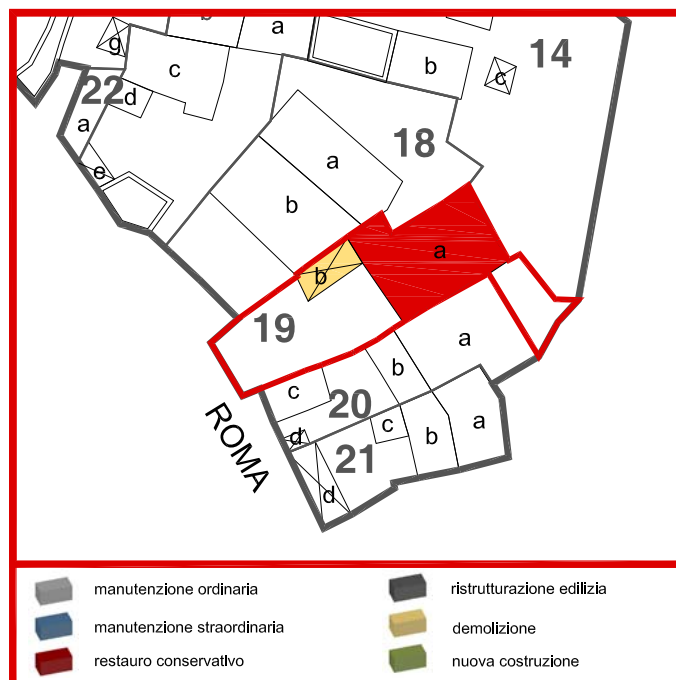 b
a
g
14
c
b
c
22
d
a
18
a
e
b
a
b
19
a
b
c
20
ROMA
c
a
d
b
21
d
manutenzione ordinaria
ristrutturazione edilizia
manutenzione straordinaria
demolizione
restauro conservativo
nuova costruzione